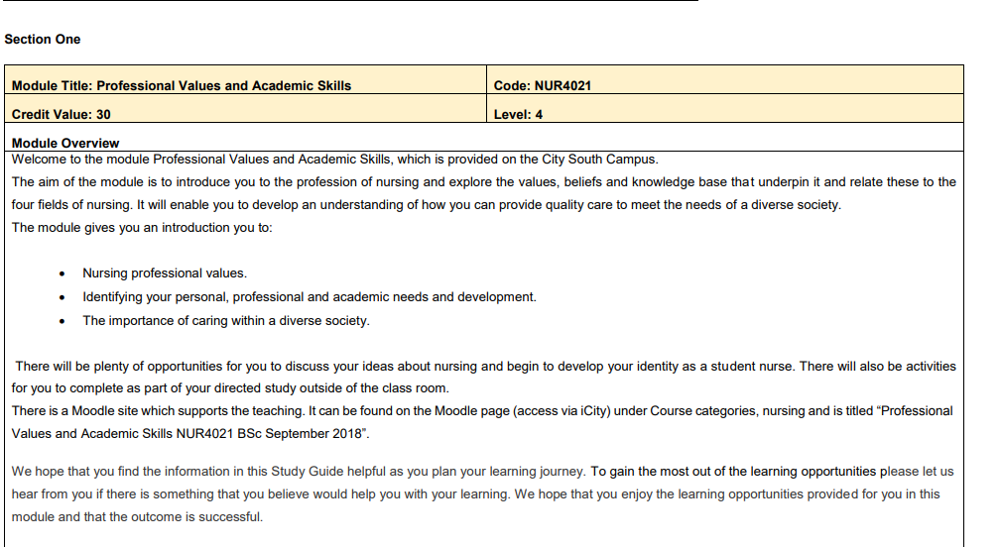 Section One
Module Title: Professional Values and Academic Skills
Code: NUR4021
Credit Value: 30
Level: 4
Module Overview
Welcome to the module Professional Values and Academic Skills, which is provided on the City South Campus.
The aim of the module is to introduce you to the profession of nursing and explore the values, beliefs and knowledge base that underpin it and relate these to the
four fields of nursing. It will enable you to develop an understanding of how you can provide quality care to meet the needs of a diverse society.
The module gives you an introduction you to:
• Nursing professional values.
• Identifying your personal, professional and academic needs and development.
• The importance of caring within a diverse society.
There will be plenty of opportunities for you to discuss your ideas about nursing and begin to develop your identity as a student nurse. There will also be activities
for you to complete as part of your directed study outside of the class room.
There is a Moodle site which supports the teaching. It can be found on the Moodle page (access via iCity) under Course categories, nursing and is titled “Professional
Values and Academic Skills NUR4021 BSc September 2018”.
We hope that you find the information in this Study Guide helpful as you plan your learning journey. To gain the most out of the learning opportunities please let us
hear from you if there is something that you believe would help you with your learning. We hope that you enjoy the learning opportunities provided for you in this
module and that the outcome is successful.